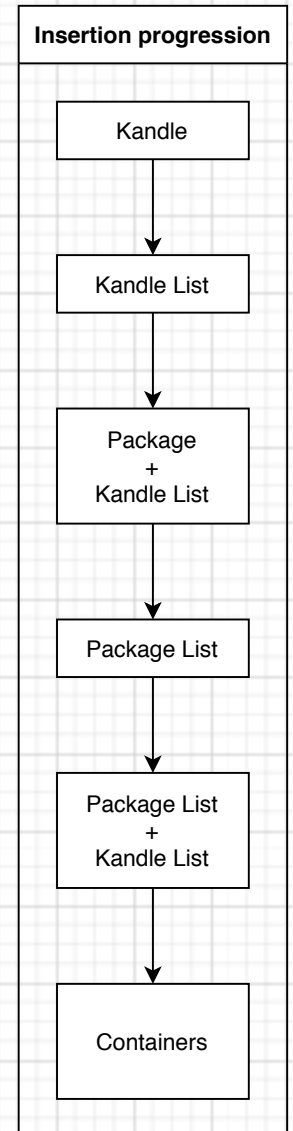 Insertion progression
Kandle
Kandle List
Package
+
Kandle List
Package List
Package List
+
Kandle List
Containers